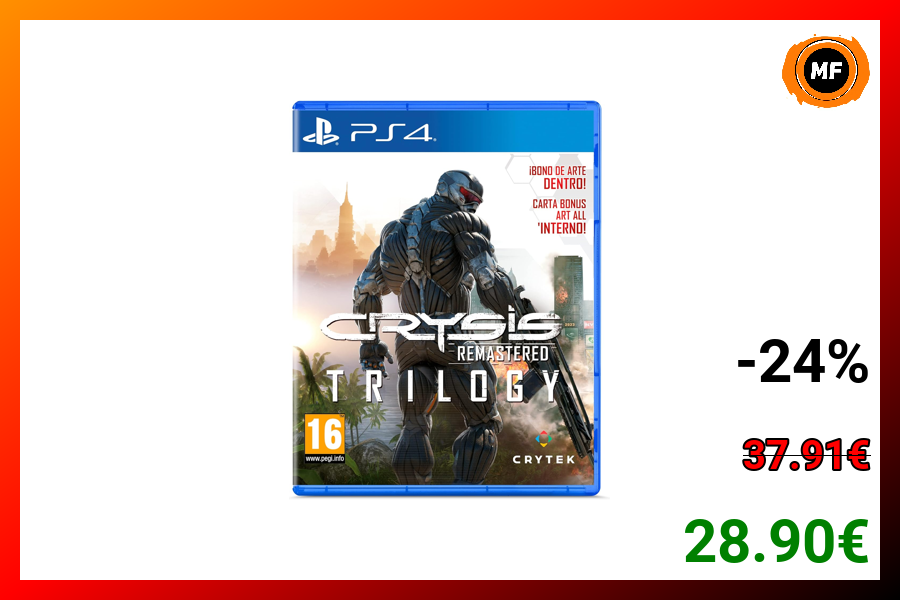 MF
PS4
¡BONO DE ARTE
DENTRO!
CARTA BONUS
ART ALL
'INTERNO!
CRYSIS
REMASTERED
TRILOGY
16
www.pegi.info
CRYTEK
-24%
37.91€
28.90€